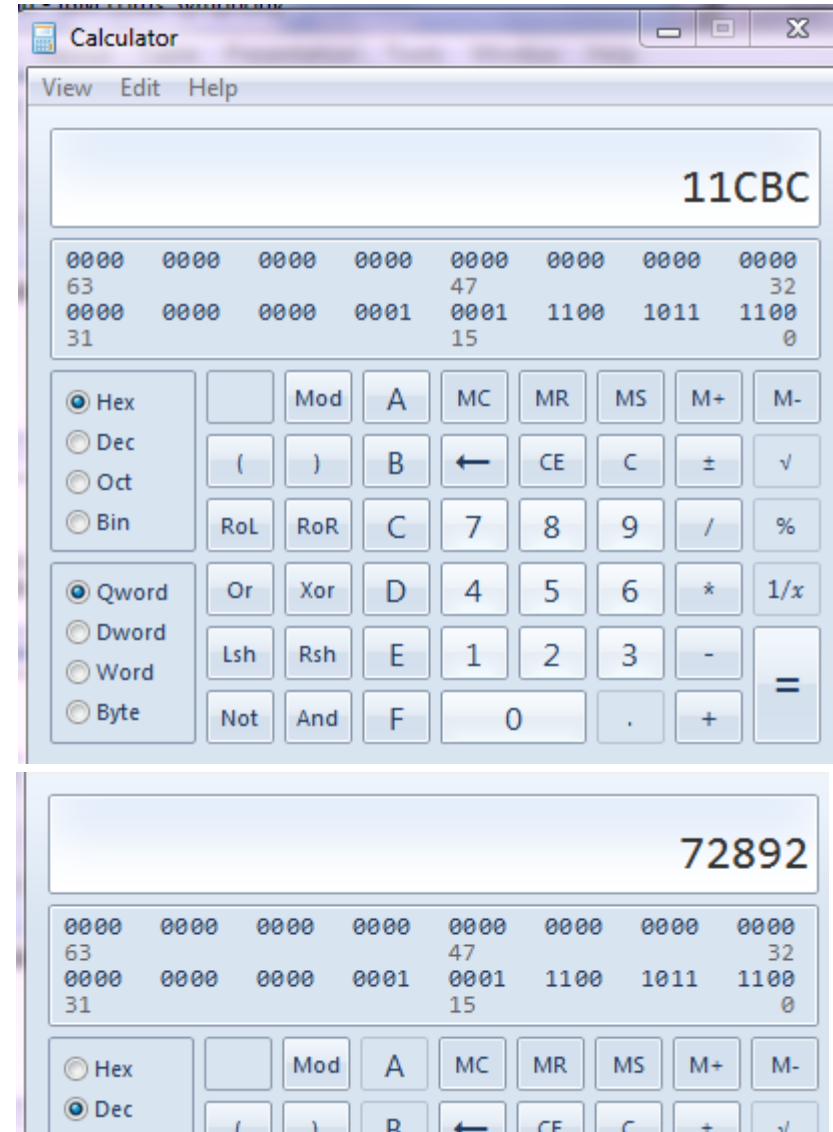 Calculator
View Edit Help
11CBC
0000 0000 0000 0000 0000 0000 0000 0000
63 47 32
0000 0000 0000 0001 0001 1100 1011 1100
31 15 0
Hex Mod A MC MR MS M+ M-
Dec ( ) B ← CE C ± √
Oct
Bin RoL RoR C 7 8 9 / %
Qword Or Xor D 4 5 6 * 1/x
Dword
Word Lsh Rsh E 1 2 3 - =
Byte Not And F 0 . +
72892
0000 0000 0000 0000 0000 0000 0000 0000
63 47 32
0000 0000 0000 0001 0001 1100 1011 1100
31 15 0
Hex Mod A MC MR MS M+ M-
Dec ( ) B ← CE C ± √